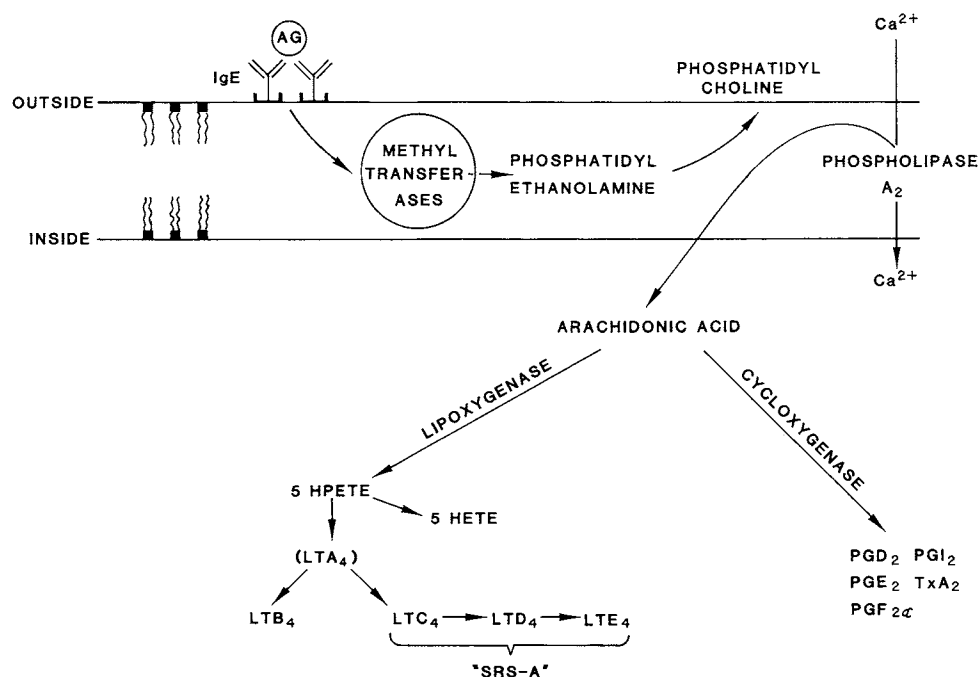 AG
Ca2+
IgE
PHOSPHATIDYL
CHOLINE
OUTSIDE
METHYL
TRANSFER-
ASES
PHOSPHATIDYL
ETHANOLAMINE
PHOSPHOLIPASE
A2
INSIDE
Ca2+
ARACHIDONIC ACID
LIPOXYGENASE
CYCLOXYGENASE
5 HPETE
5 HETE
(LTA4)
PGD2 PGI2
PGE2 TxA2
PGF2α
LTB4
LTC4
LTD4
LTE4
"SRS-A"